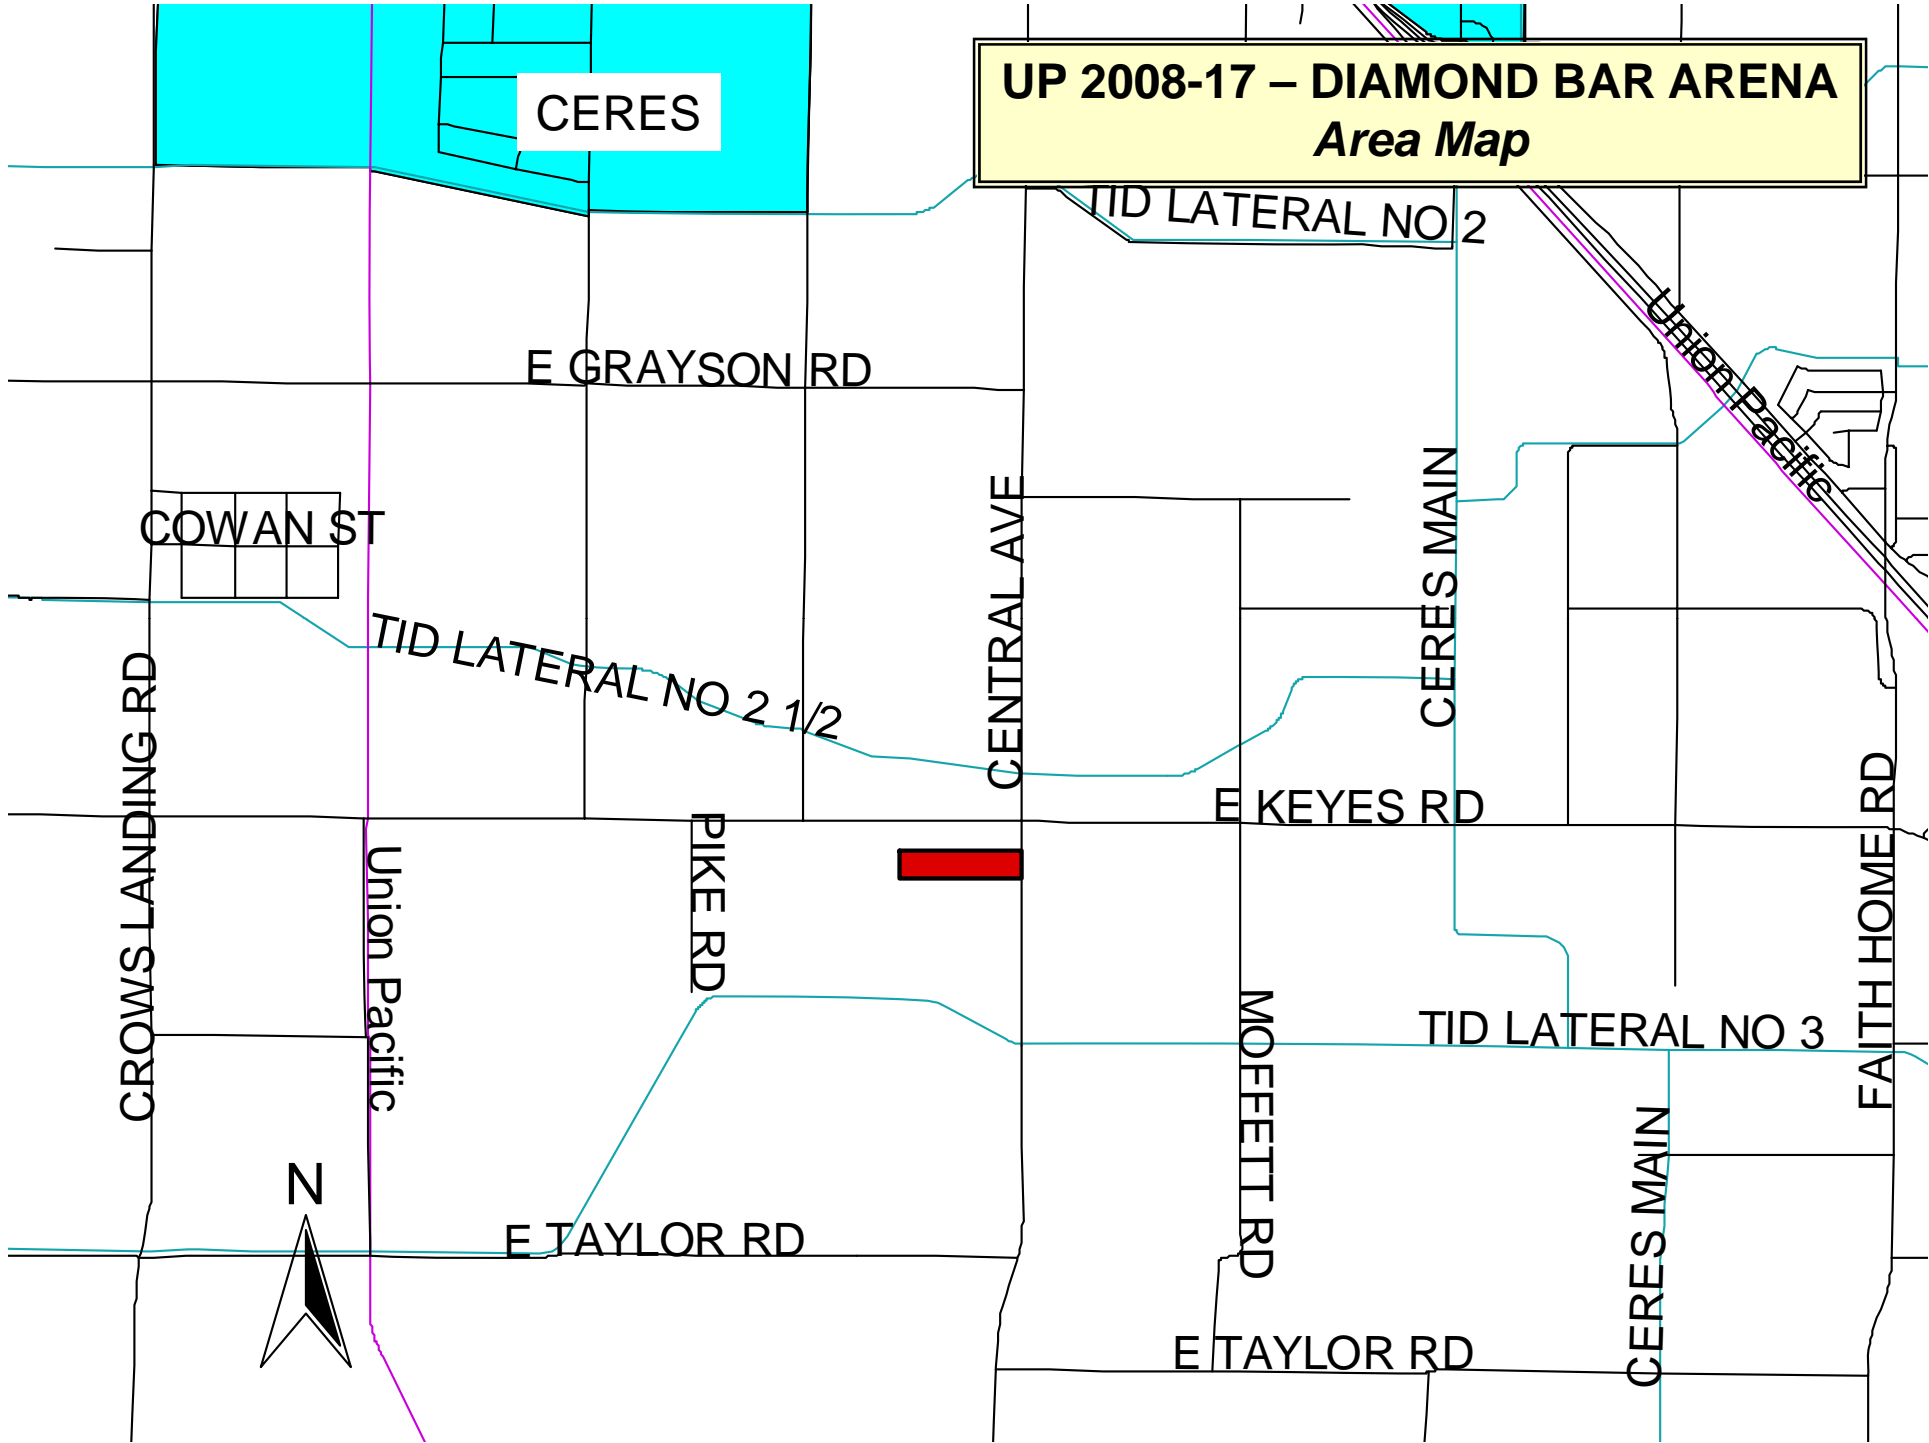 UP 2008-17 – DIAMOND BAR ARENA
Area Map
CERES
TID LATERAL NO 2
Union Pacific
E GRAYSON RD
COWAN ST
CENTRAL AVE
CERES MAIN
TID LATERAL NO 2 1/2
CROWS LANDING RD
E KEYES RD
FAITH HOME RD
PIKE RD
Union Pacific
MOFFETT RD
TID LATERAL NO 3
CERES MAIN
N
E TAYLOR RD
E TAYLOR RD